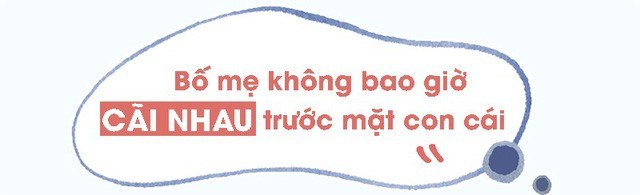 Bố mẹ không bao giờ
CÃI NHAU trước mặt con cái